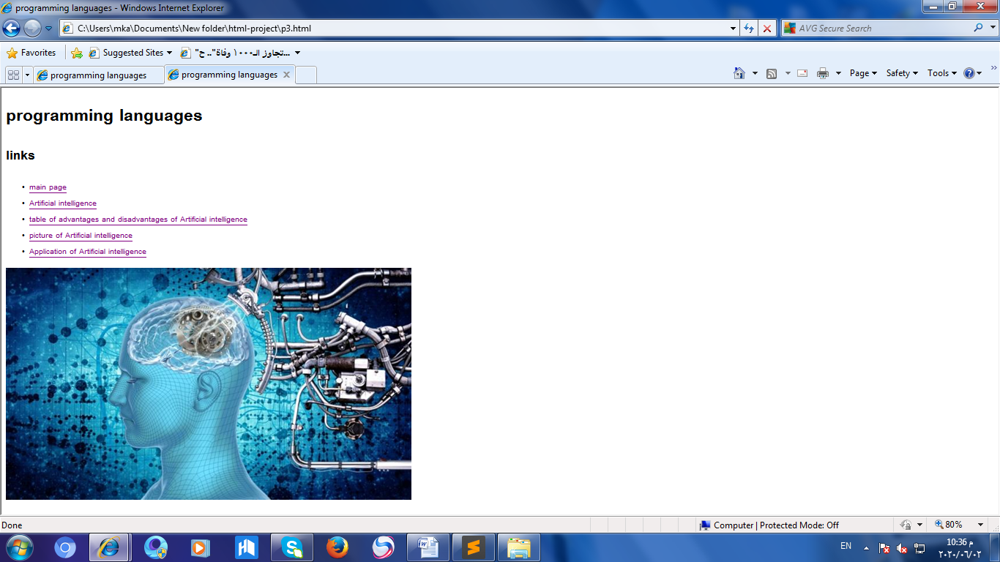 programming languages - Windows Internet Explorer
C:\Users\mka\Documents\New folder\html-project\p3.html
AVG Secure Search
Favorites
Suggested Sites
تجاوز الـ١٠٠٠ وفاة".. ح"...
programming languages
programming languages
Page
Safety
Tools
programming languages
links
• main page
• Artificial intelligence
• table of advantages and disadvantages of Artificial intelligence
• picture of Artificial intelligence
• Application of Artificial intelligence
Done
Computer | Protected Mode: Off
80%
EN
10:36 م
٢٠٢٠/٠٦/٠٢